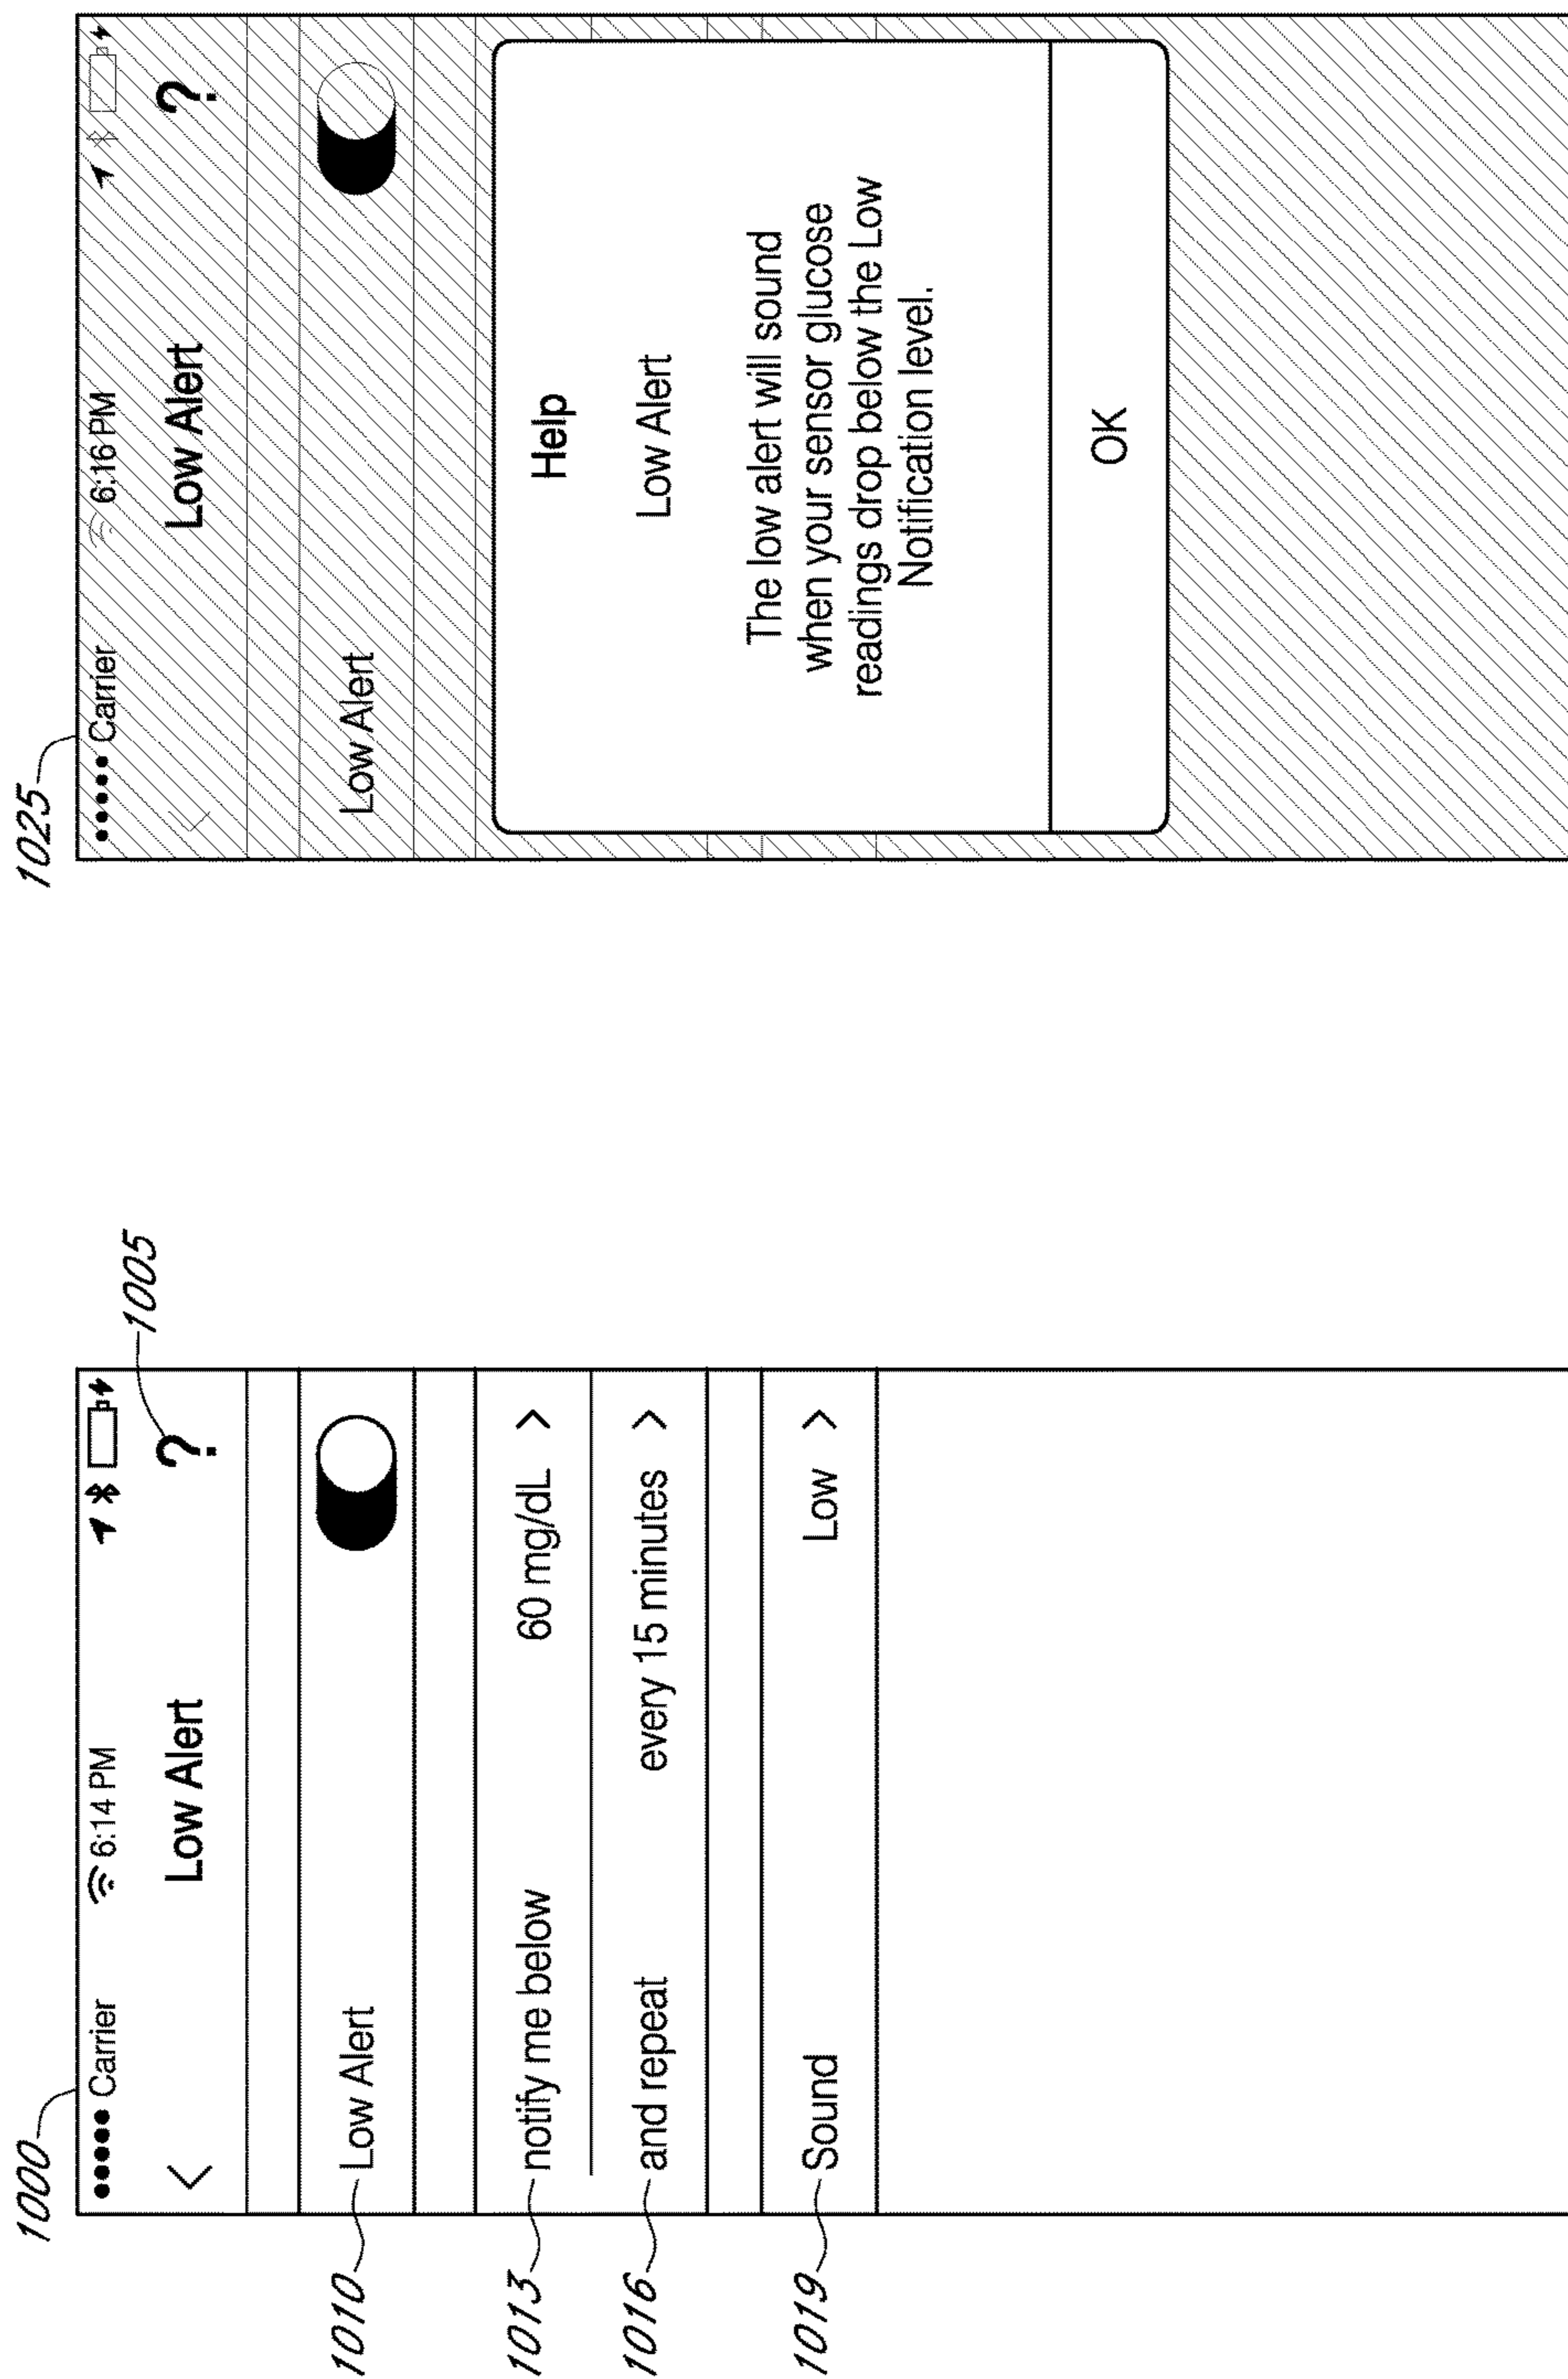 1000
●●●●● Carrier 6:14 PM
< Low Alert ?
1005
1010
Low Alert
1013
notify me below 60 mg/dL >
1016
and repeat every 15 minutes >
1019
Sound Low >
1025
●●●●● Carrier 6:16 PM
< Low Alert ?
Low Alert
Help
Low Alert
The low alert will sound
when your sensor glucose
readings drop below the Low
Notification level.
OK